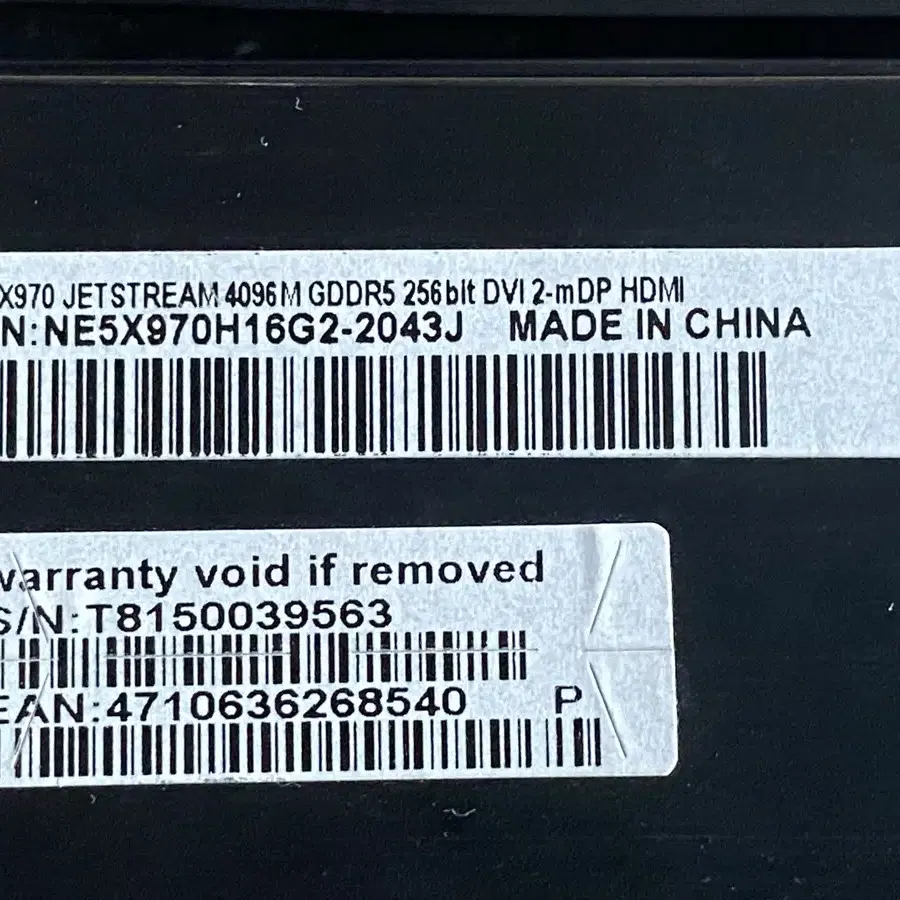 X970 JETSTREAM 4096M GDDR5 256bit DVI 2-mDP HDMI
N:NE5X970H16G2-2043J MADE IN CHINA
warranty void if removed
S/N:T8150039563
EAN:4710636268540 P